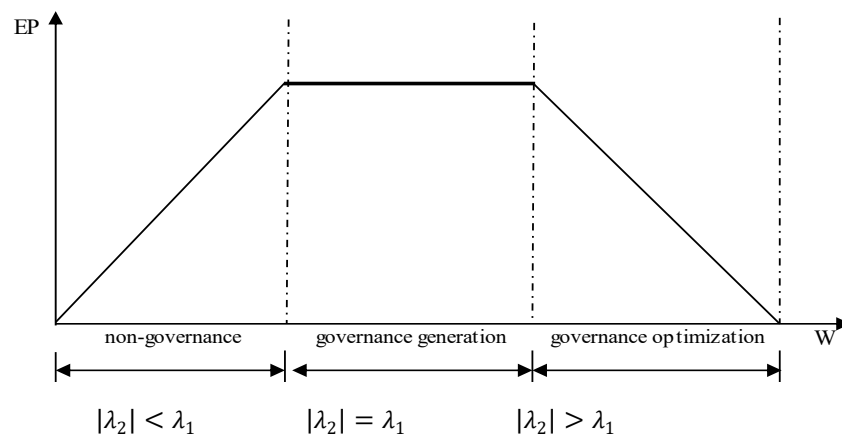 EP
non-governance governance generation governance optimization W
|λ₂| < λ₁ |λ₂| = λ₁ |λ₂| > λ₁